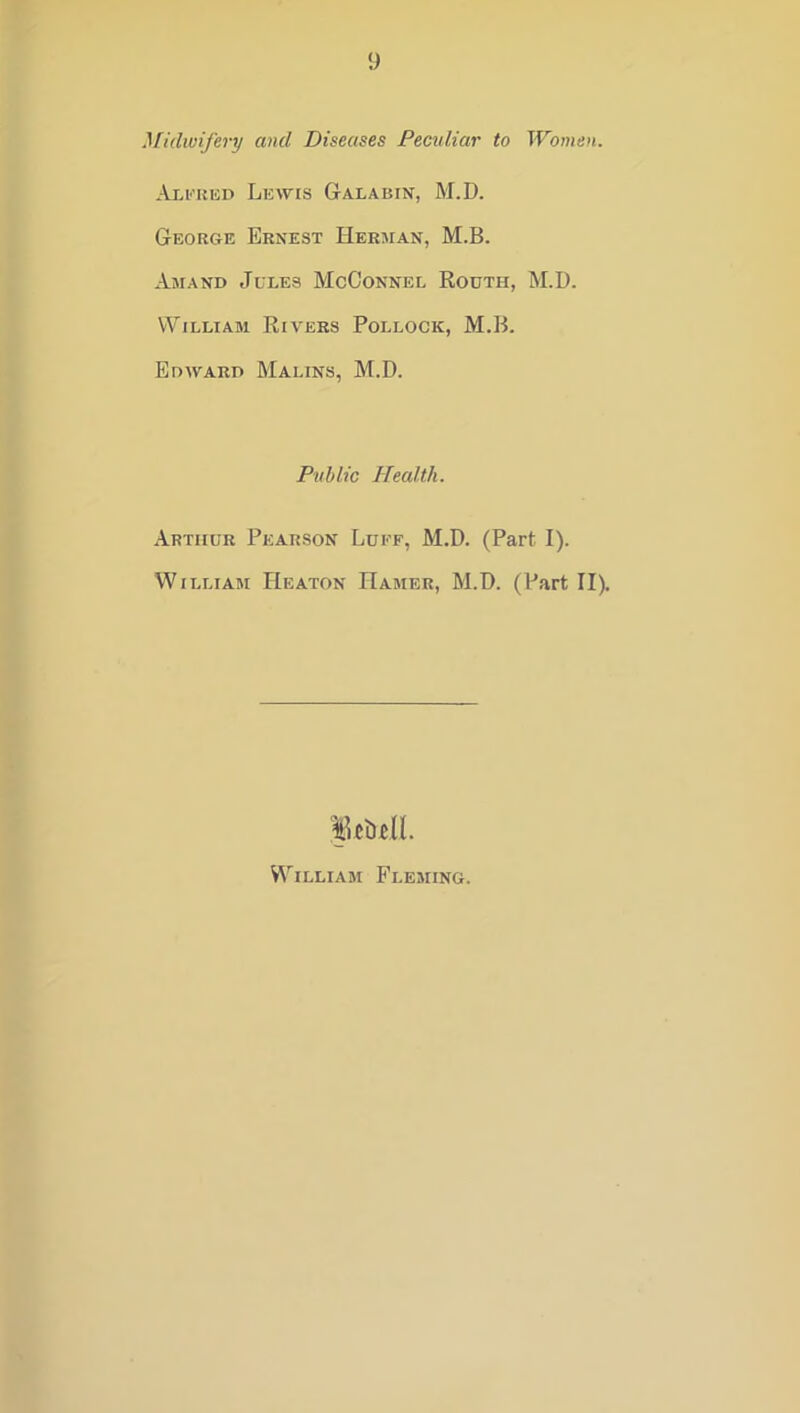 9
Midwifery and Diseases Peculiar to Women.
Alfred Lewis Galabin, M.D.
George Ernest Herman, M.B.
Amand Jules McConnel Routh, M.D.
William Rivers Pollock, M.B.
Edward Malins, M.D.
Public Health.
Arthur Pearson Luff, M.D. (Part I).
William Heaton Hamer, M.D. (Part II).
Bedell.
William Fleming.